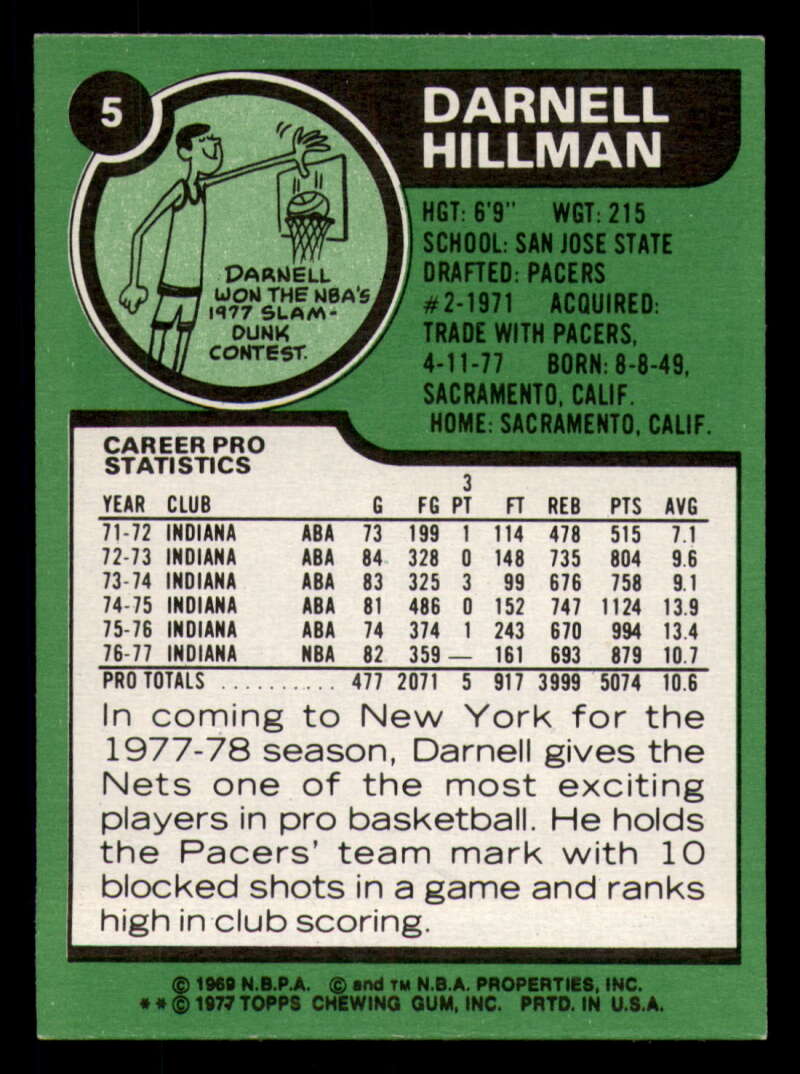 5
DARNELL
HILLMAN
HGT: 6'9" WGT: 215
SCHOOL: SAN JOSE STATE
DRAFTED: PACERS
#2-1971 ACQUIRED:
TRADE WITH PACERS,
4-11-77 BORN: 8-8-49,
SACRAMENTO, CALIF.
HOME: SACRAMENTO, CALIF.
DARNELL
WON THE NBA'S
1977 SLAM-
DUNK
CONTEST.
CAREER PRO
STATISTICS
3
YEAR CLUB G FG PT FT REB PTS AVG
71-72 INDIANA ABA 73 199 1 114 478 515 7.1
72-73 INDIANA ABA 84 328 0 148 735 804 9.6
73-74 INDIANA ABA 83 325 3 99 676 758 9.1
74-75 INDIANA ABA 81 486 0 152 747 1124 13.9
75-76 INDIANA ABA 74 374 1 243 670 994 13.4
76-77 INDIANA NBA 82 359 — 161 693 879 10.7
PRO TOTALS .......... 477 2071 5 917 3999 5074 10.6
In coming to New York for the
1977-78 season, Darnell gives the
Nets one of the most exciting
players in pro basketball. He holds
the Pacers' team mark with 10
blocked shots in a game and ranks
high in club scoring.
© 1969 N.B.P.A. © and TM N.B.A. PROPERTIES, INC.
**© 1977 TOPPS CHEWING GUM, INC. PRTD. IN U.S.A.